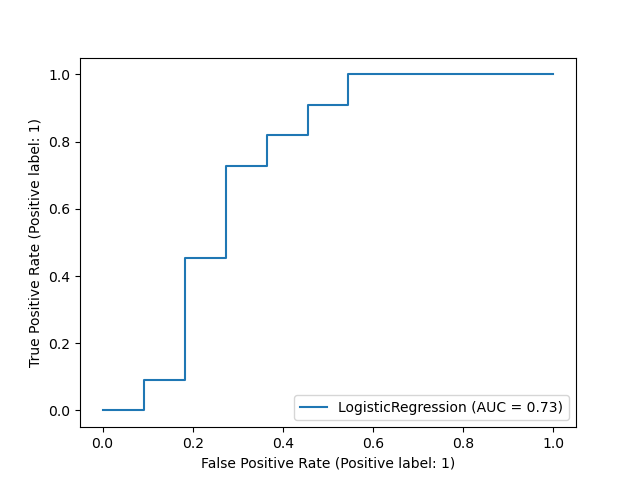 1.0
0.8
0.6
0.4
0.2
0.0
True Positive Rate (Positive label: 1)
LogisticRegression (AUC = 0.73)
0.0 0.2 0.4 0.6 0.8 1.0
False Positive Rate (Positive label: 1)